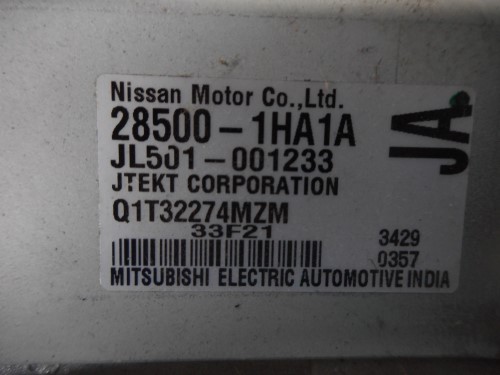 Nissan Motor Co.,Ltd.
28500-1HA1A
JL501-001233
JTEKT CORPORATION
Q1T32274MZM
33F21
3429
0357
MITSUBISHI ELECTRIC AUTOMOTIVE INDIA
JA